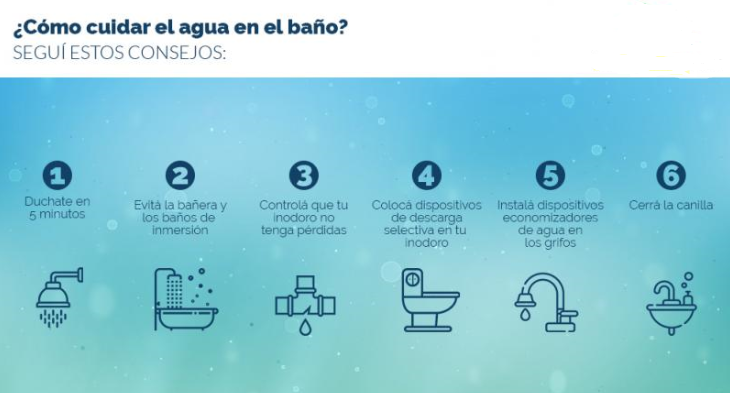 ¿Cómo cuidar el agua en el baño?
SEGUÍ ESTOS CONSEJOS:
1
Duchate en
5 minutos
2
Evitá la bañera y
los baños de
inmersión
3
Controlá que tu
inodoro no
tenga pérdidas
4
Colocá dispositivos
de descarga
selectiva en tu
inodoro
5
Instalá dispositivos
economizadores
de agua en
los grifos
6
Cerrá la canilla